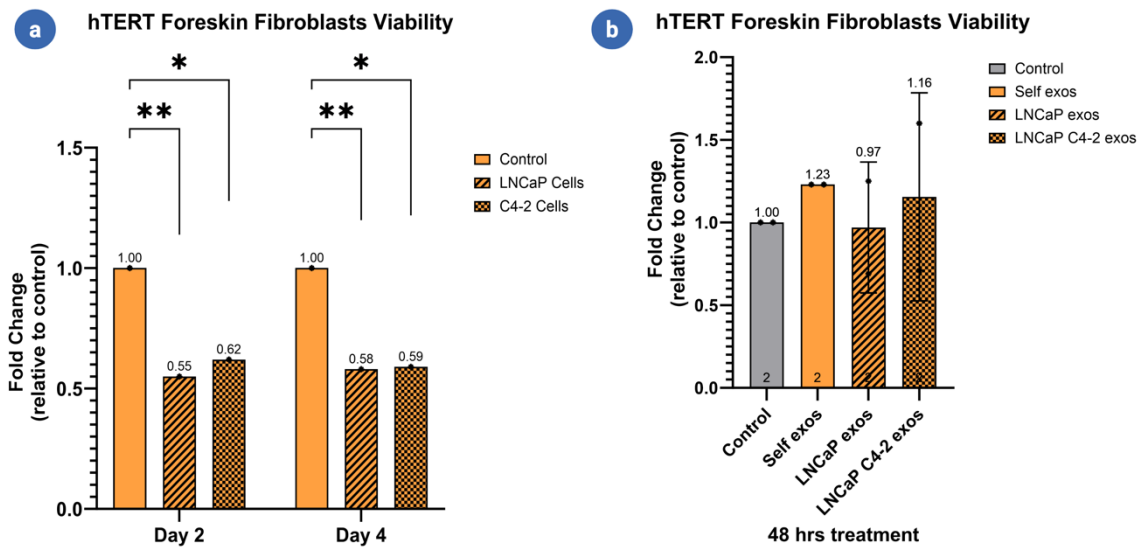 a
hTERT Foreskin Fibroblasts Viability
*
**
*
**
Control
LNCaP Cells
C4-2 Cells
Fold Change
(relative to control)
1.5
1.0
0.5
0.0
1.00
0.55
0.62
1.00
0.58
0.59
Day 2
Day 4
b
hTERT Foreskin Fibroblasts Viability
Control
Self exos
LNCaP exos
LNCaP C4-2 exos
Fold Change
(relative to control)
2.0
1.5
1.0
0.5
0.0
1.00
1.23
0.97
1.16
2
2
2
Control
Self exos
LNCaP exos
LNCaP C4-2 exos
48 hrs treatment